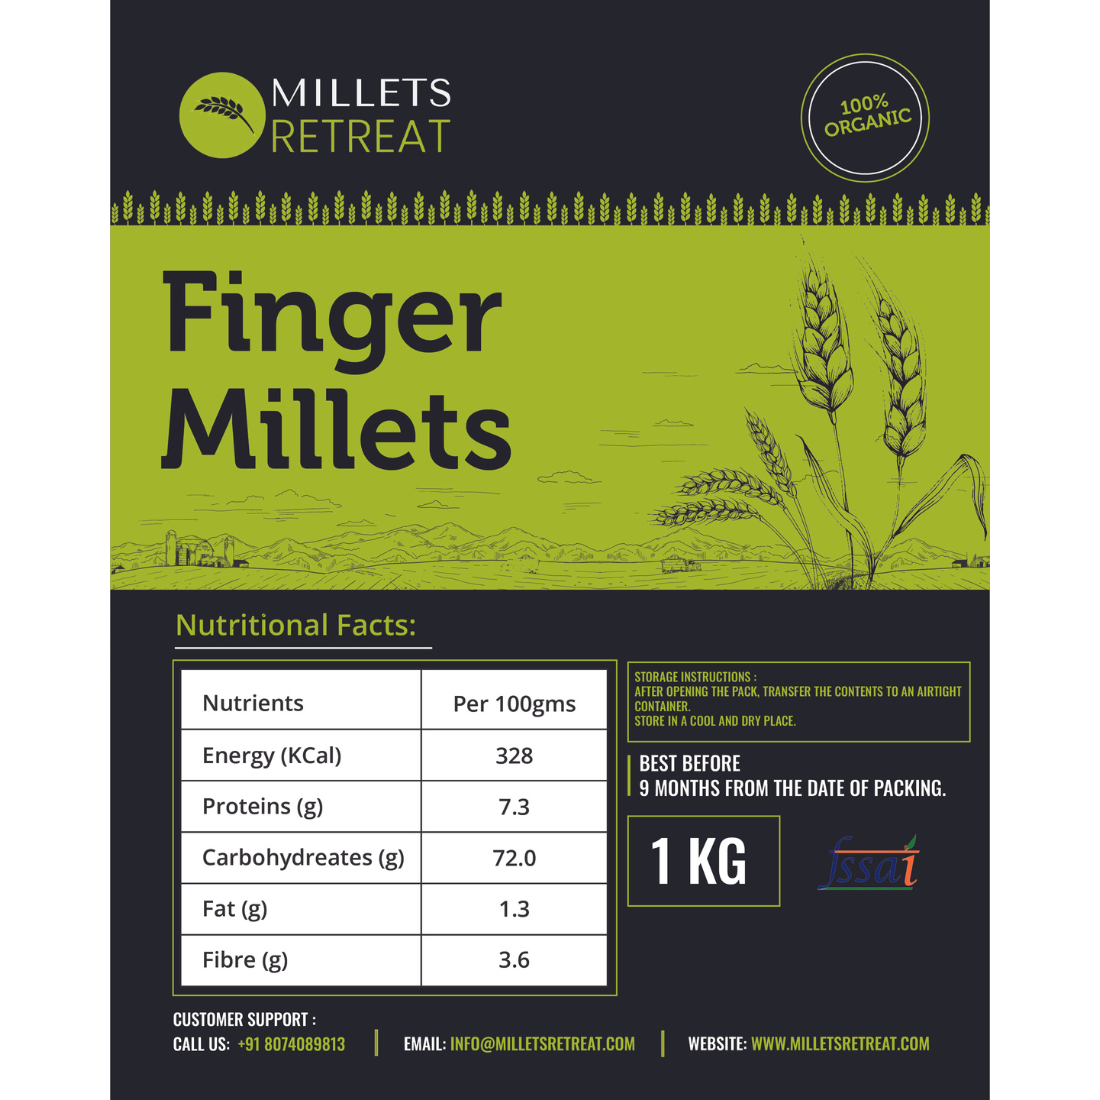 MILLETS
RETREAT
100%
ORGANIC
Finger
Millets
Nutritional Facts:
Nutrients Per 100gms
Energy (KCal) 328
Proteins (g) 7.3
Carbohydreates (g) 72.0
Fat (g) 1.3
Fibre (g) 3.6
STORAGE INSTRUCTIONS :
AFTER OPENING THE PACK, TRANSFER THE CONTENTS TO AN AIRTIGHT
CONTAINER.
STORE IN A COOL AND DRY PLACE.
BEST BEFORE
9 MONTHS FROM THE DATE OF PACKING.
1 KG
fssai
CUSTOMER SUPPORT :
CALL US: +91 8074089813
EMAIL: INFO@MILLETSRETREAT.COM
WEBSITE: WWW.MILLETSRETREAT.COM